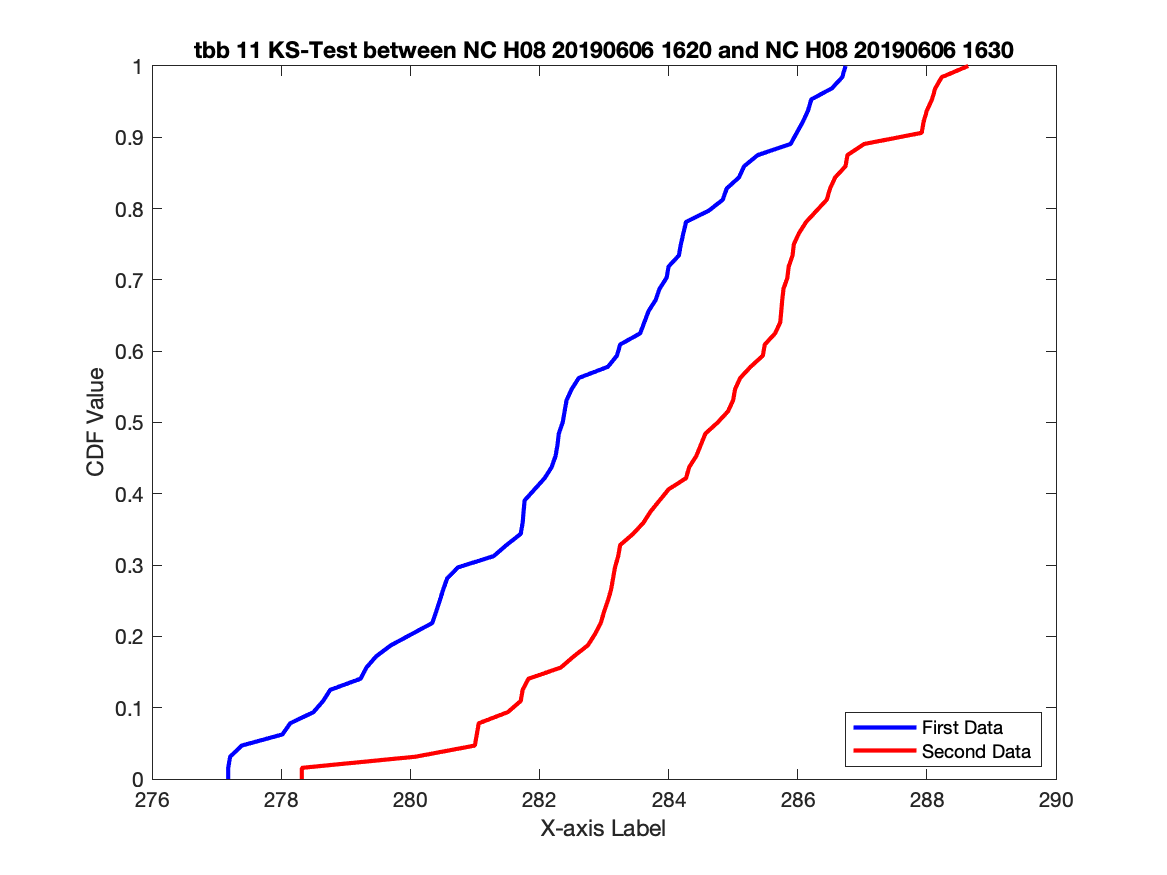 tbb 11 KS-Test between NC H08 20190606 1620 and NC H08 20190606 1630
1
0.9
0.8
0.7
0.6
0.5
0.4
0.3
0.2
0.1
0
CDF Value
First Data
Second Data
276 278 280 282 284 286 288 290
X-axis Label